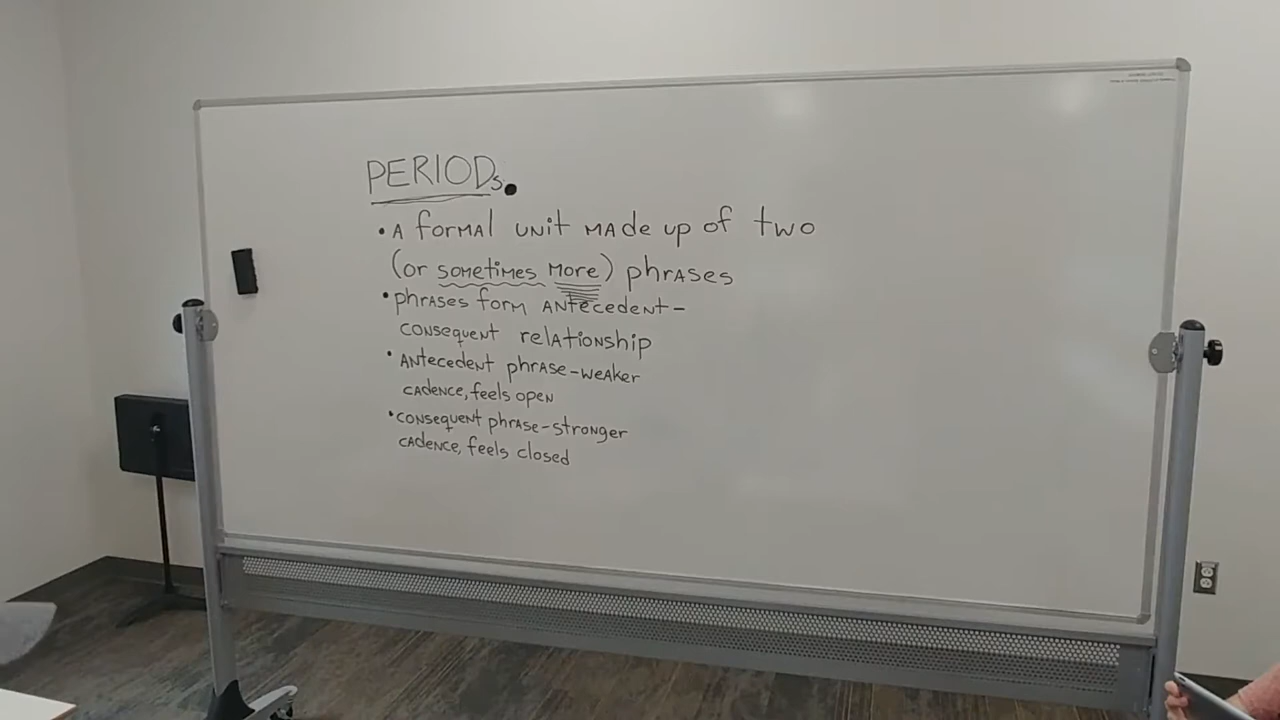 PERIODs.
• A formal unit made up of two
(or sometimes more) phrases
• phrases form antecedent-
consequent relationship
• antecedent phrase-weaker
cadence, feels open
• consequent phrase-stronger
cadence, feels closed